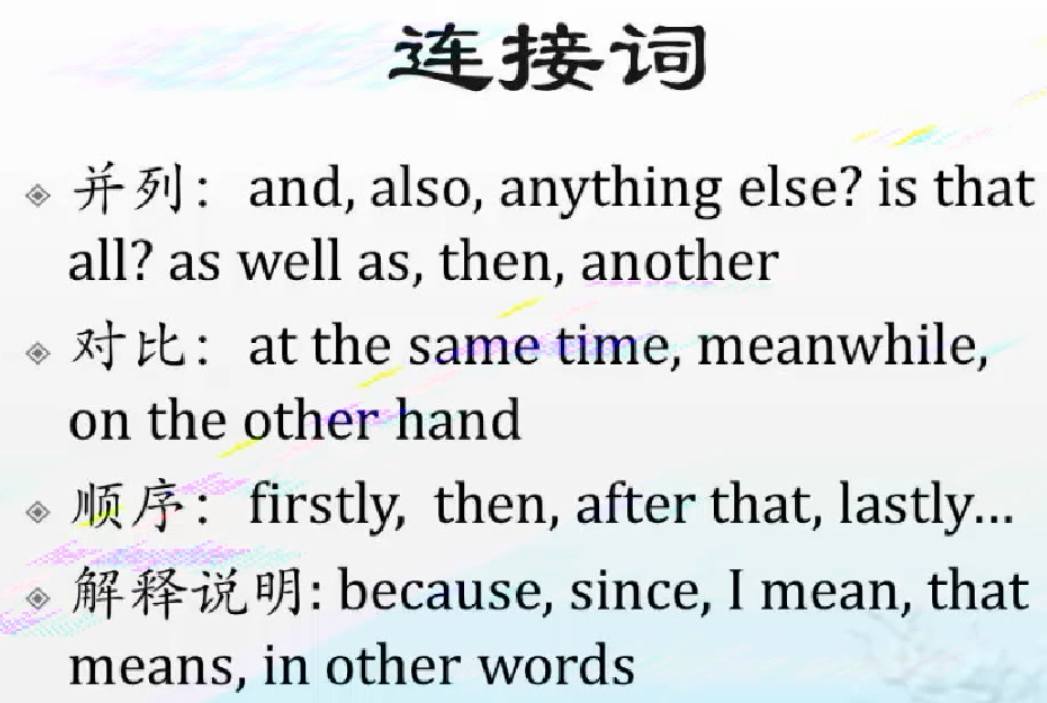 连接词
并列： and, also, anything else? is that
all? as well as, then, another
对比： at the same time, meanwhile,
on the other hand
顺序： firstly, then, after that, lastly...
解释说明: because, since, I mean, that
means, in other words